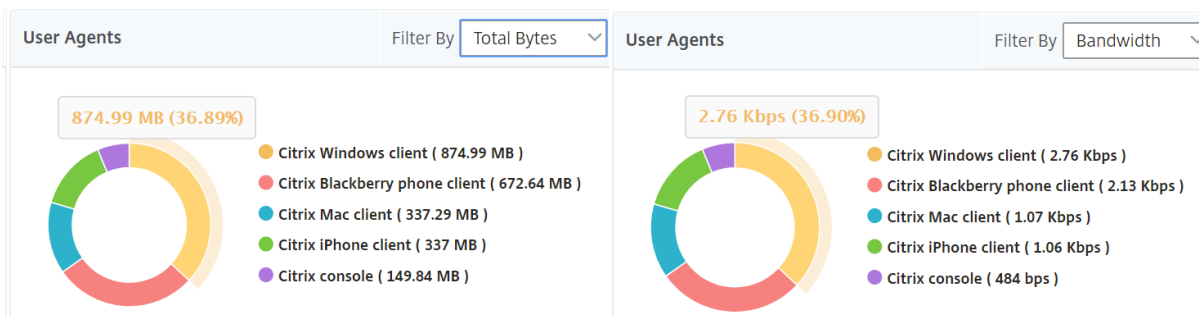 User Agents
Filter By Total Bytes
874.99 MB (36.89%)
Citrix Windows client ( 874.99 MB )
Citrix Blackberry phone client ( 672.64 MB )
Citrix Mac client ( 337.29 MB )
Citrix iPhone client ( 337 MB )
Citrix console ( 149.84 MB )
User Agents
Filter By Bandwidth
2.76 Kbps (36.90%)
Citrix Windows client ( 2.76 Kbps )
Citrix Blackberry phone client ( 2.13 Kbps )
Citrix Mac client ( 1.07 Kbps )
Citrix iPhone client ( 1.06 Kbps )
Citrix console ( 484 bps )